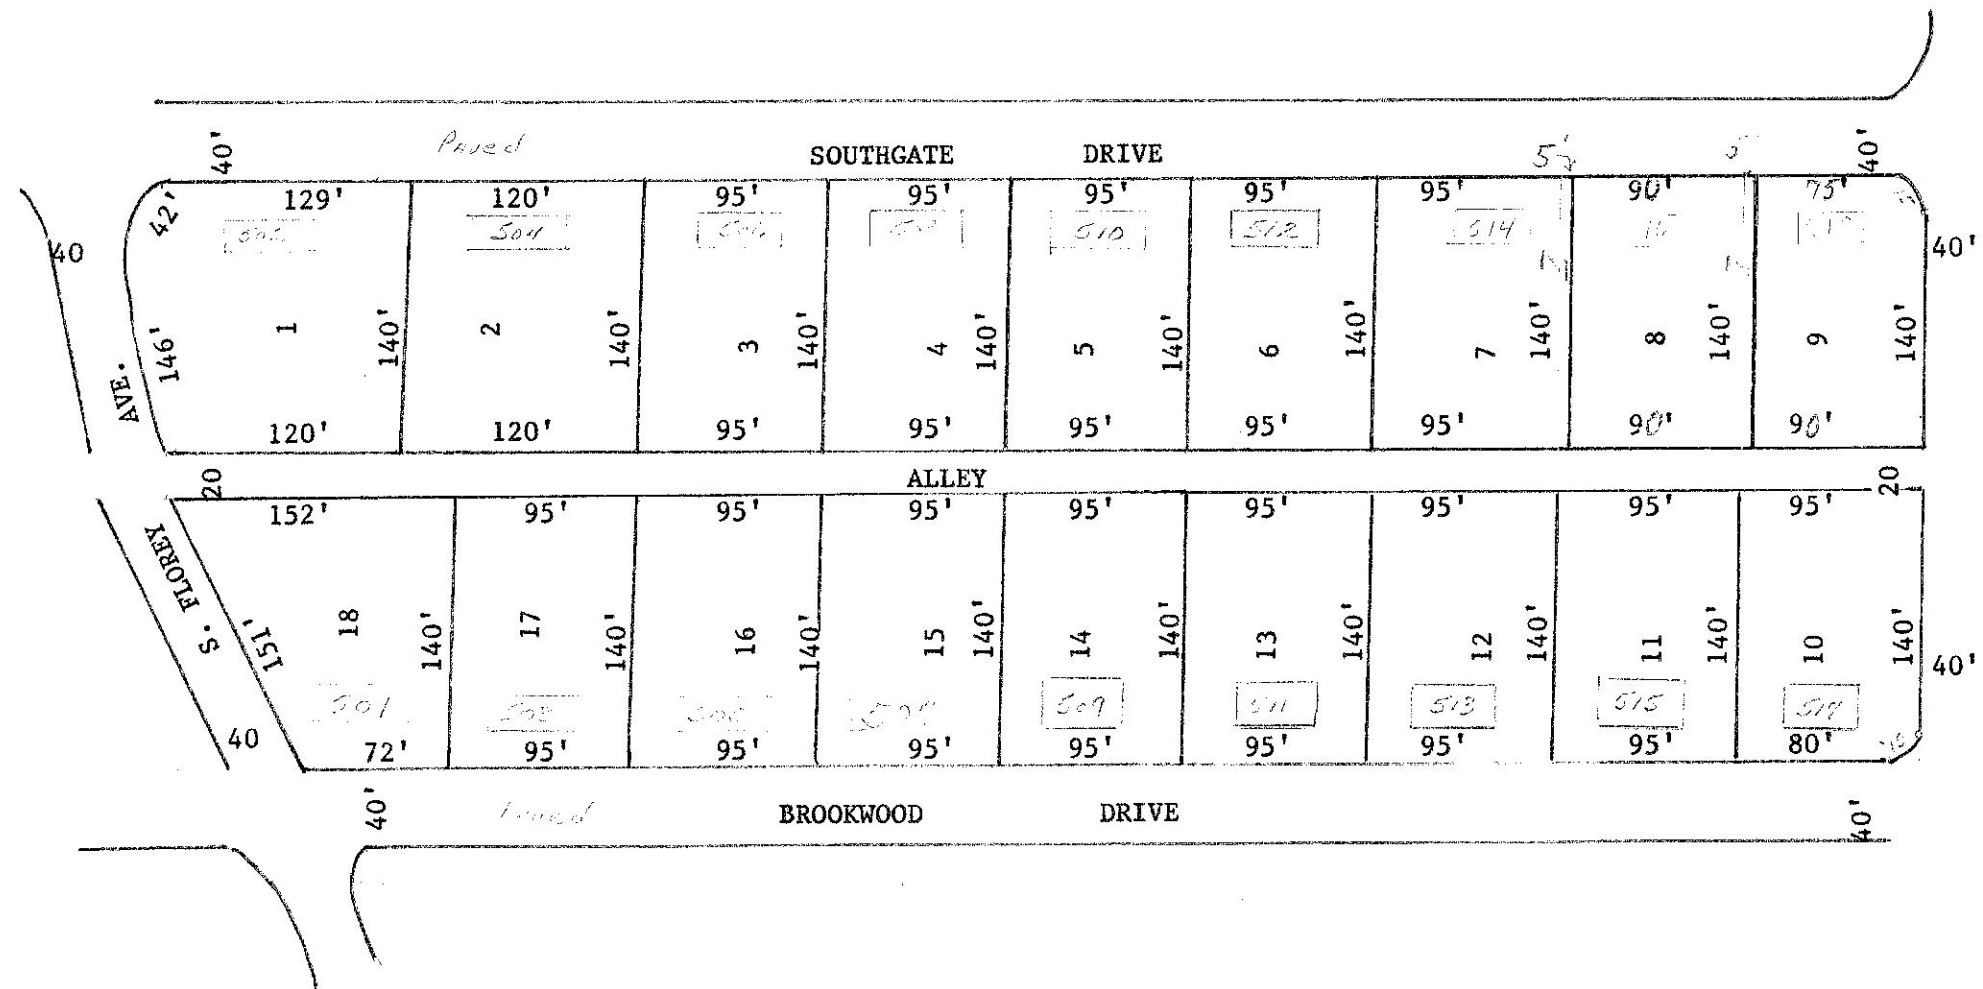 40' Paved SOUTHGATE DRIVE 5' 5' 40'
42' 129' 120' 95' 95' 95' 95' 95' 90' 75'
504 510 512 514
40 40'
146' 1 140' 2 140' 3 140' 4 140' 5 140' 6 140' 7 140' 8 140' 9 140'
AVE.
120' 120' 95' 95' 95' 95' 95' 90' 90'
20 ALLEY 20
152' 95' 95' 95' 95' 95' 95' 95' 95'
S. FLOREY
151' 18 140' 17 140' 16 140' 15 140' 14 140' 13 140' 12 140' 11 140' 10 140' 40'
501 503 509 511 513 515 517
40 72' 95' 95' 95' 95' 95' 95' 95' 80'
40' Paved BROOKWOOD DRIVE 40'